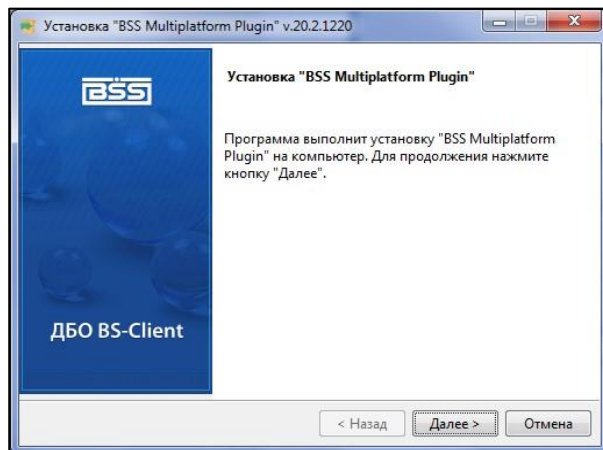 Установка "BSS Multiplatform Plugin" v.20.2.1220
BSS
Установка "BSS Multiplatform Plugin"
Программа выполнит установку "BSS Multiplatform
Plugin" на компьютер. Для продолжения нажмите
кнопку "Далее".
ДБО BS-Client
< Назад
Далее >
Отмена